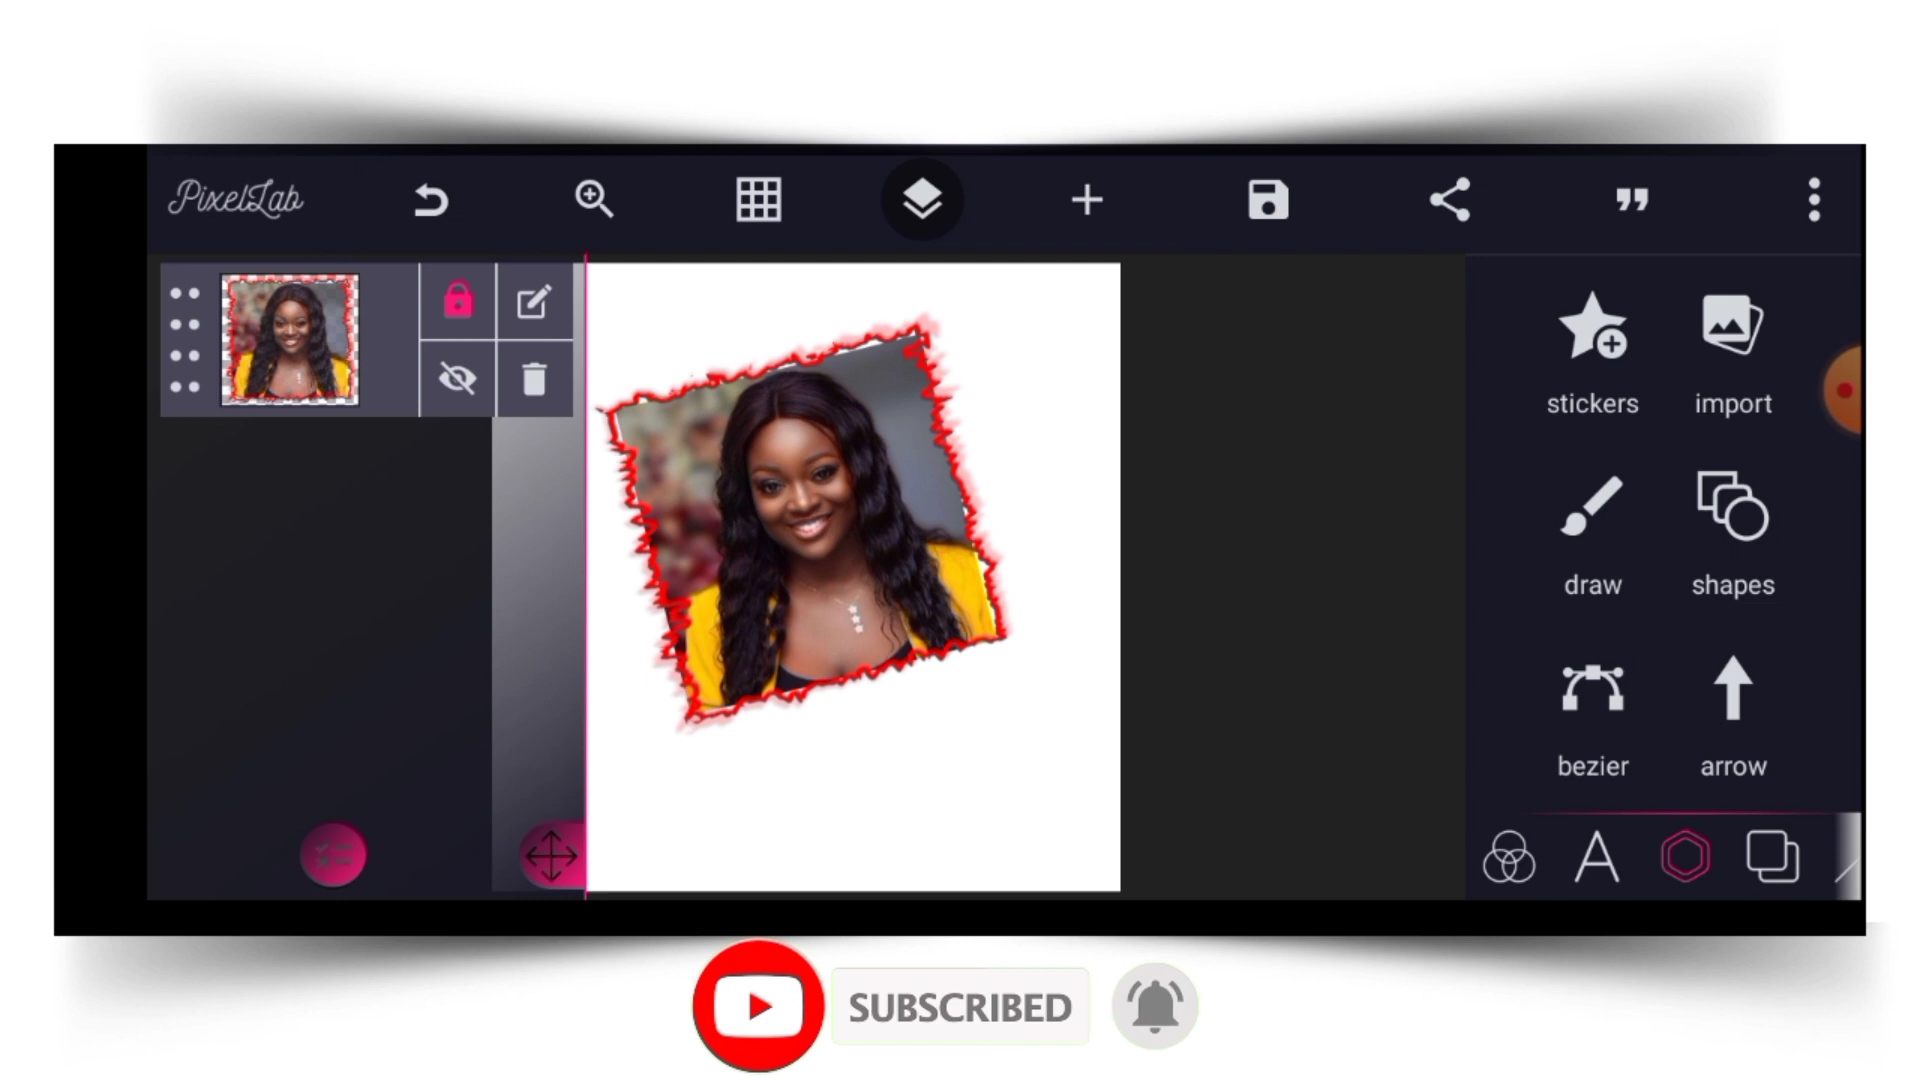 PixelLab
stickers
import
draw
shapes
bezier
arrow
SUBSCRIBED